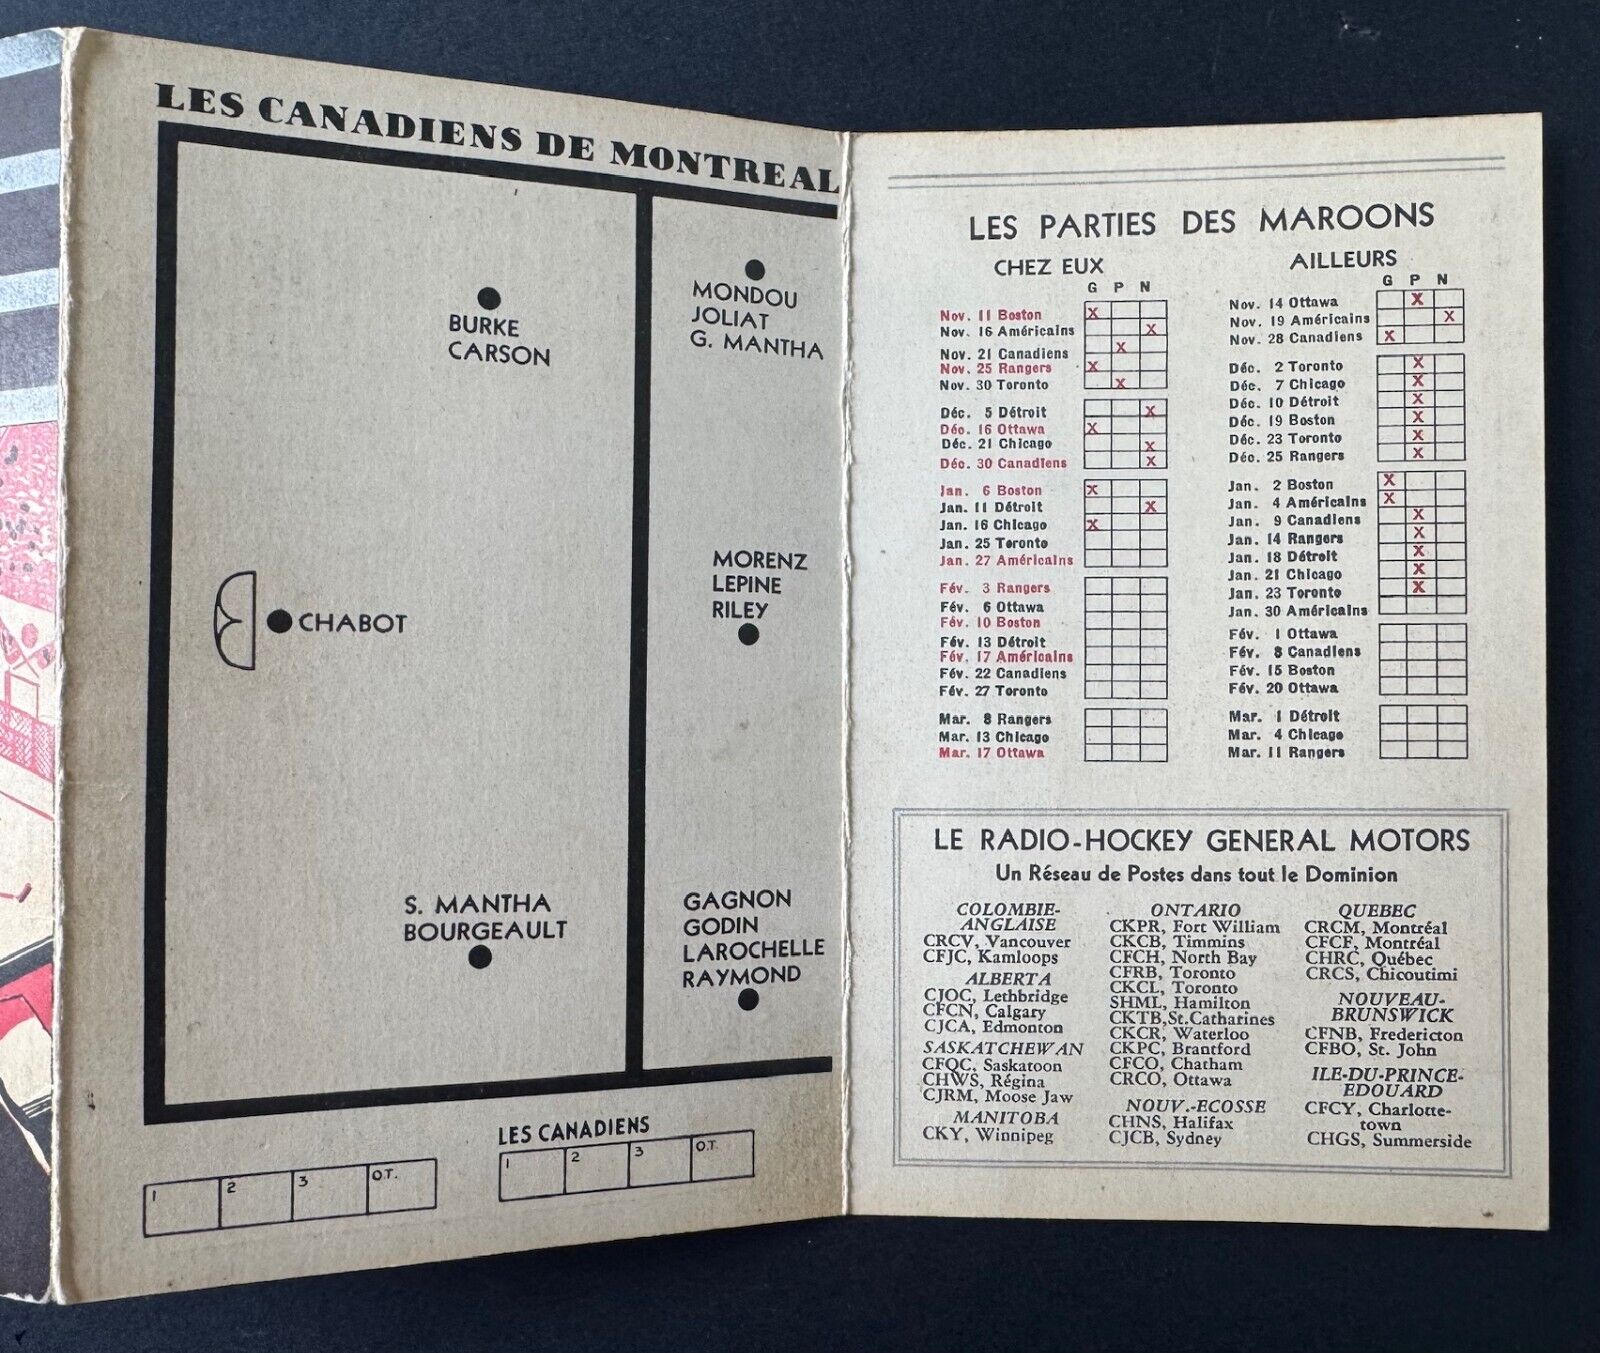 LES CANADIENS DE MONTREAL
BURKE
CARSON
MONDOU
JOLIAT
G. MANTHA
CHABOT
MORENZ
LEPINE
RILEY
S. MANTHA
BOURGEAULT
GAGNON
GODIN
LAROCHELLE
RAYMOND
1 2 3 O.T.
LES CANADIENS
1 2 3 O.T.
LES PARTIES DES MAROONS
CHEZ EUX
G P N
Nov. 11 Boston X
Nov. 16 Américains X
Nov. 21 Canadiens X
Nov. 25 Rangers X
Nov. 30 Toronto X
Déc. 5 Détroit X
Déc. 16 Ottawa X
Déc. 21 Chicago X
Déc. 30 Canadiens X
Jan. 6 Boston X
Jan. 11 Détroit X
Jan. 16 Chicago X
Jan. 25 Toronto
Jan. 27 Américains
Fév. 3 Rangers
Fév. 6 Ottawa
Fév. 10 Boston
Fév. 13 Détroit
Fév. 17 Américains
Fév. 22 Canadiens
Fév. 27 Toronto
Mar. 8 Rangers
Mar. 13 Chicago
Mar. 17 Ottawa
AILLEURS
G P N
Nov. 14 Ottawa X
Nov. 19 Américains X
Nov. 28 Canadiens X
Déc. 2 Toronto X
Déc. 7 Chicago X
Déc. 10 Détroit X
Déc. 19 Boston X
Déc. 23 Toronto X
Déc. 25 Rangers X
Jan. 2 Boston X
Jan. 4 Américains X
Jan. 9 Canadiens X
Jan. 14 Rangers X
Jan. 18 Détroit X
Jan. 21 Chicago X
Jan. 23 Toronto X
Jan. 30 Américains
Fév. 1 Ottawa
Fév. 8 Canadiens
Fév. 15 Boston
Fév. 20 Ottawa
Mar. 1 Détroit
Mar. 4 Chicago
Mar. 11 Rangers
LE RADIO-HOCKEY GENERAL MOTORS
Un Réseau de Postes dans tout le Dominion
COLOMBIE-
ANGLAISE
CRCV, Vancouver
CFJC, Kamloops
ALBERTA
CJOC, Lethbridge
CFCN, Calgary
CJCA, Edmonton
SASKATCHEWAN
CFQC, Saskatoon
CHWS, Régina
CJRM, Moose Jaw
MANITOBA
CKY, Winnipeg
ONTARIO
CKPR, Fort William
CKCB, Timmins
CFCH, North Bay
CFRB, Toronto
CKCL, Toronto
SHML, Hamilton
CKTB, St. Catharines
CKCR, Waterloo
CKPC, Brantford
CFCO, Chatham
CRCO, Ottawa
NOUV.-ECOSSE
CHNS, Halifax
CJCB, Sydney
QUEBEC
CRCM, Montréal
CFCF, Montréal
CHRC, Québec
CRCS, Chicoutimi
NOUVEAU-
BRUNSWICK
CFNB, Fredericton
CFBO, St. John
ILE-DU-PRINCE-
EDOUARD
CFCY, Charlotte-
town
CHGS, Summerside